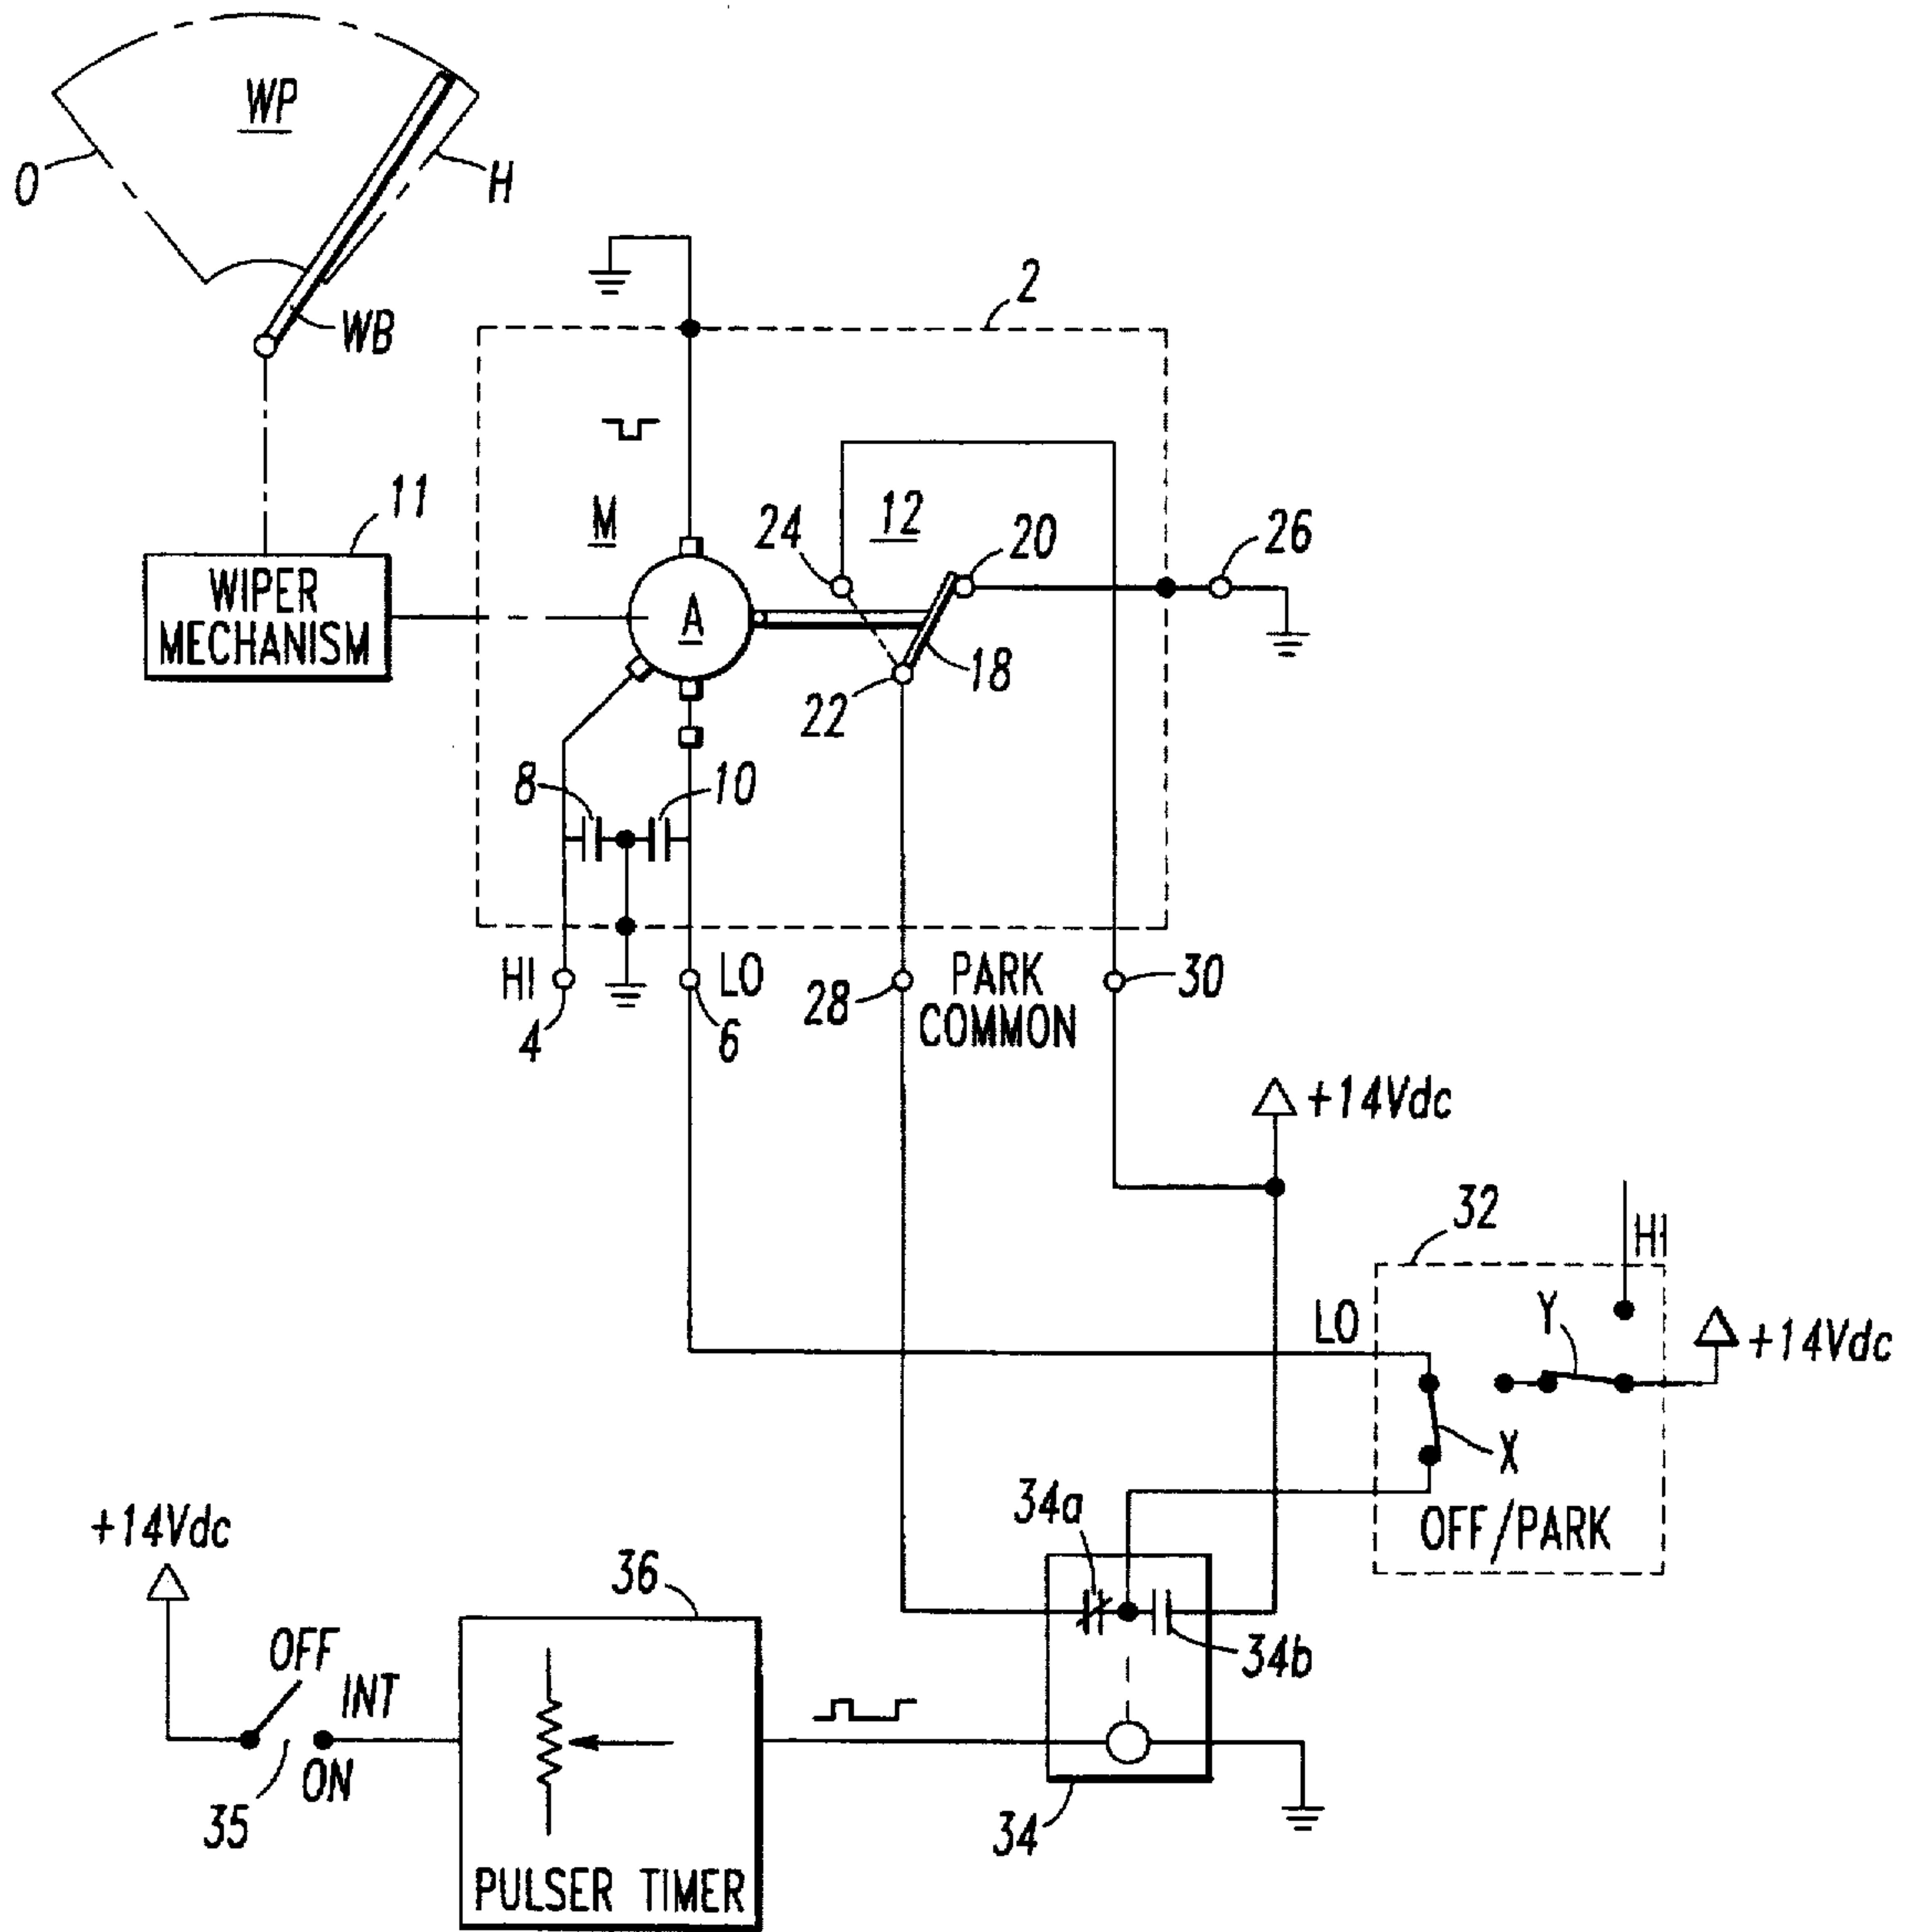 WP
O
H
WB
2
11
WIPER
MECHANISM
M
A
24
12
20
26
18
22
8
10
HI
4
LO
6
28
PARK
COMMON
30
+14Vdc
32
HI
LO
Y
+14Vdc
X
OFF/PARK
34a
34b
34
+14Vdc
OFF
INT
ON
35
36
PULSER TIMER